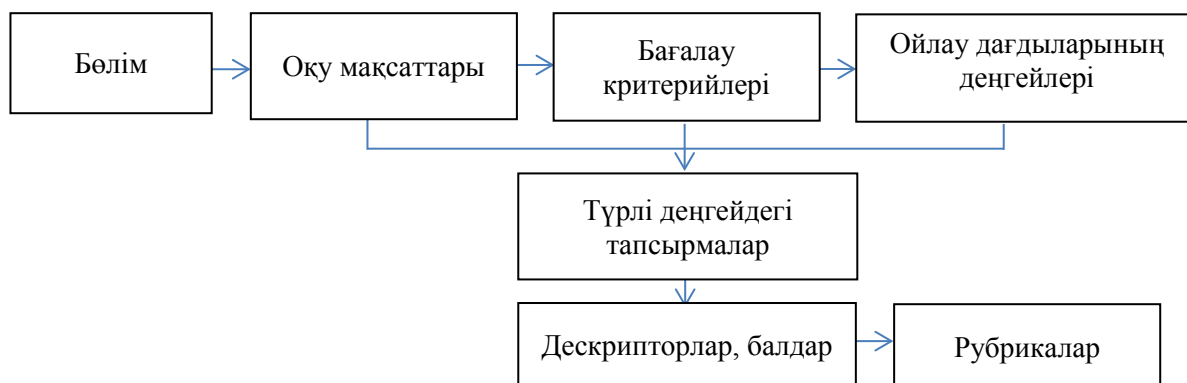 Бөлім
Оқу мақсаттары
Бағалау
критерийлері
Ойлау дағдыларының
деңгейлері
Түрлі деңгейдегі
тапсырмалар
Дескрипторлар, балдар
Рубрикалар